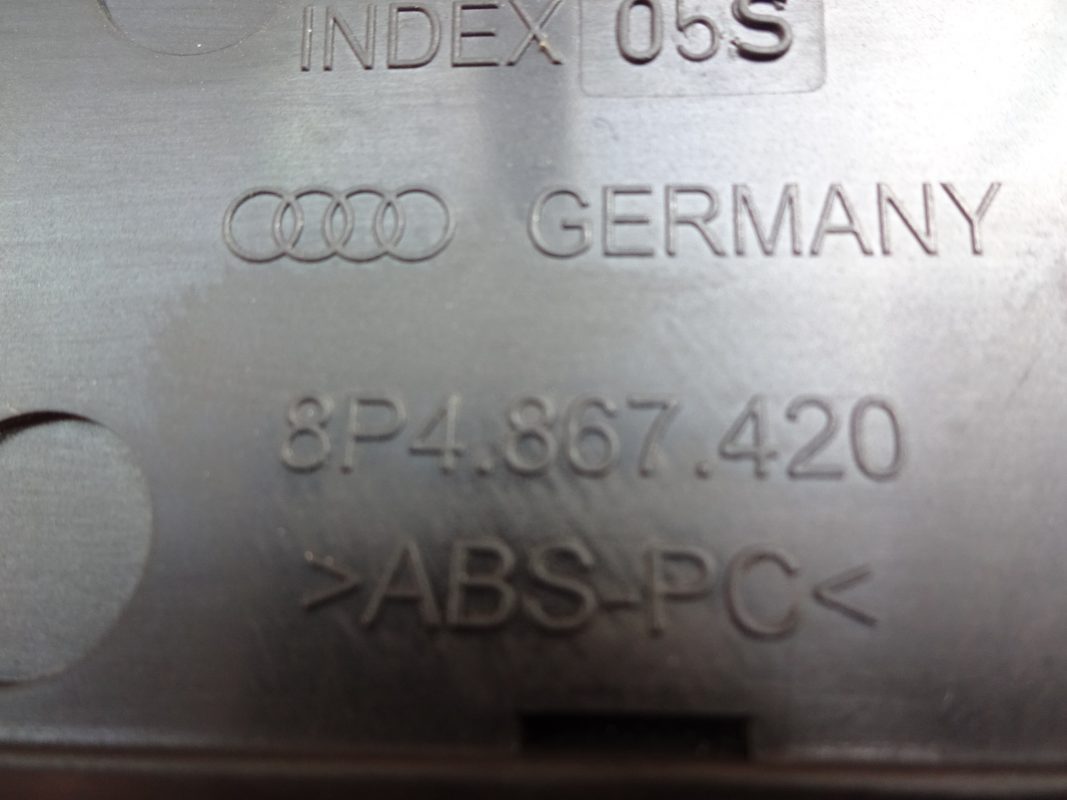 INDEX 05S
GERMANY
8P4.867.420
>ABS-PC<